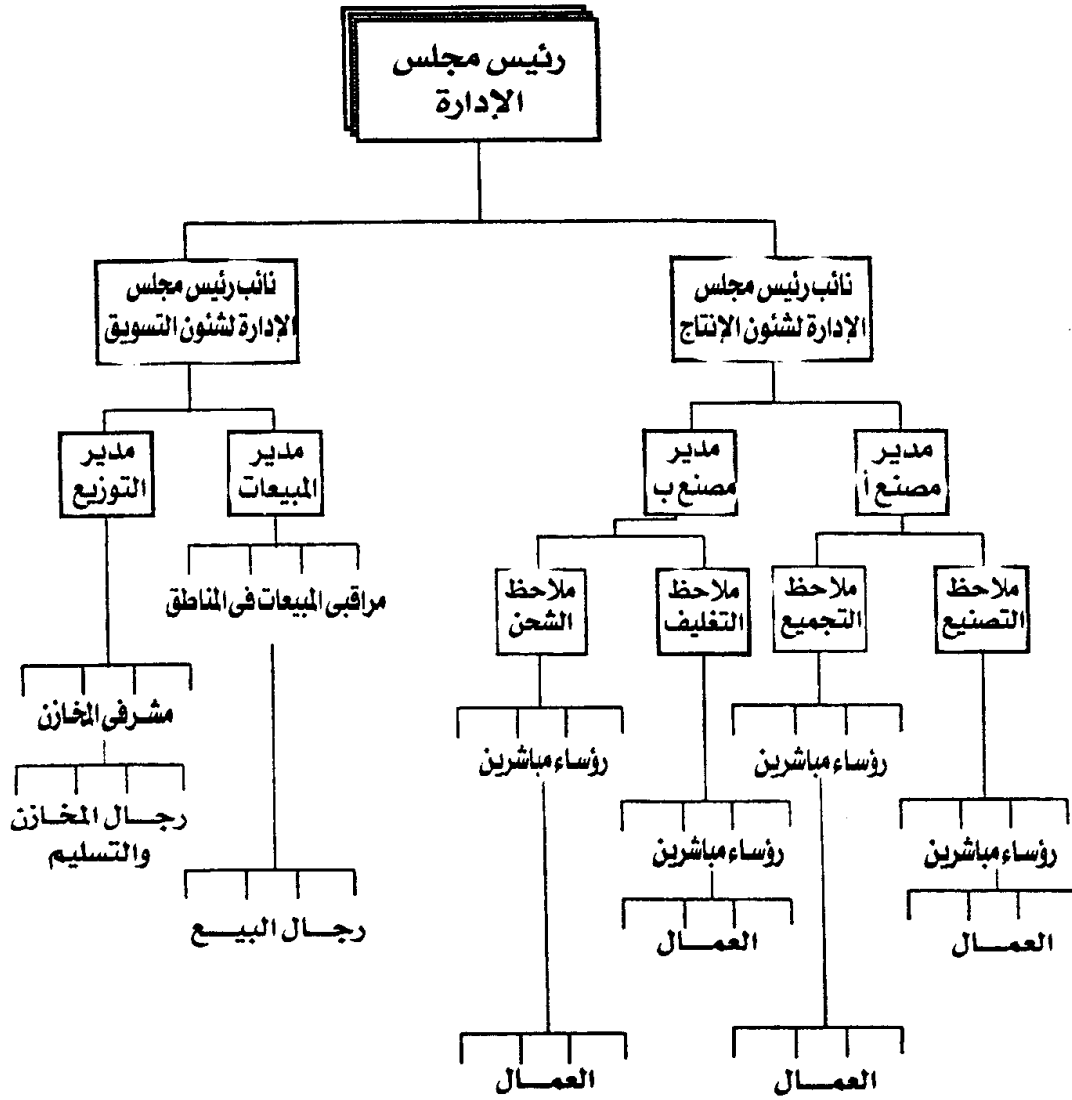 رئيس مجلس
الإدارة
نائب رئيس مجلس
الإدارة لشئون الإنتاج
نائب رئيس مجلس
الإدارة لشئون التسويق
مدير
مصنع أ
مدير
مصنع ب
مدير
المبيعات
مدير
التوزيع
ملاحظ
التصنيع
ملاحظ
التجميع
ملاحظ
التغليف
ملاحظ
الشحن
مراقبى المبيعات فى المناطق
مشرفى المخازن
رؤساء مباشرين
رؤساء مباشرين
رجال المخازن
والتسليم
رؤساء مباشرين
رؤساء مباشرين
العمال
العمال
رجال البيع
العمال
العمال